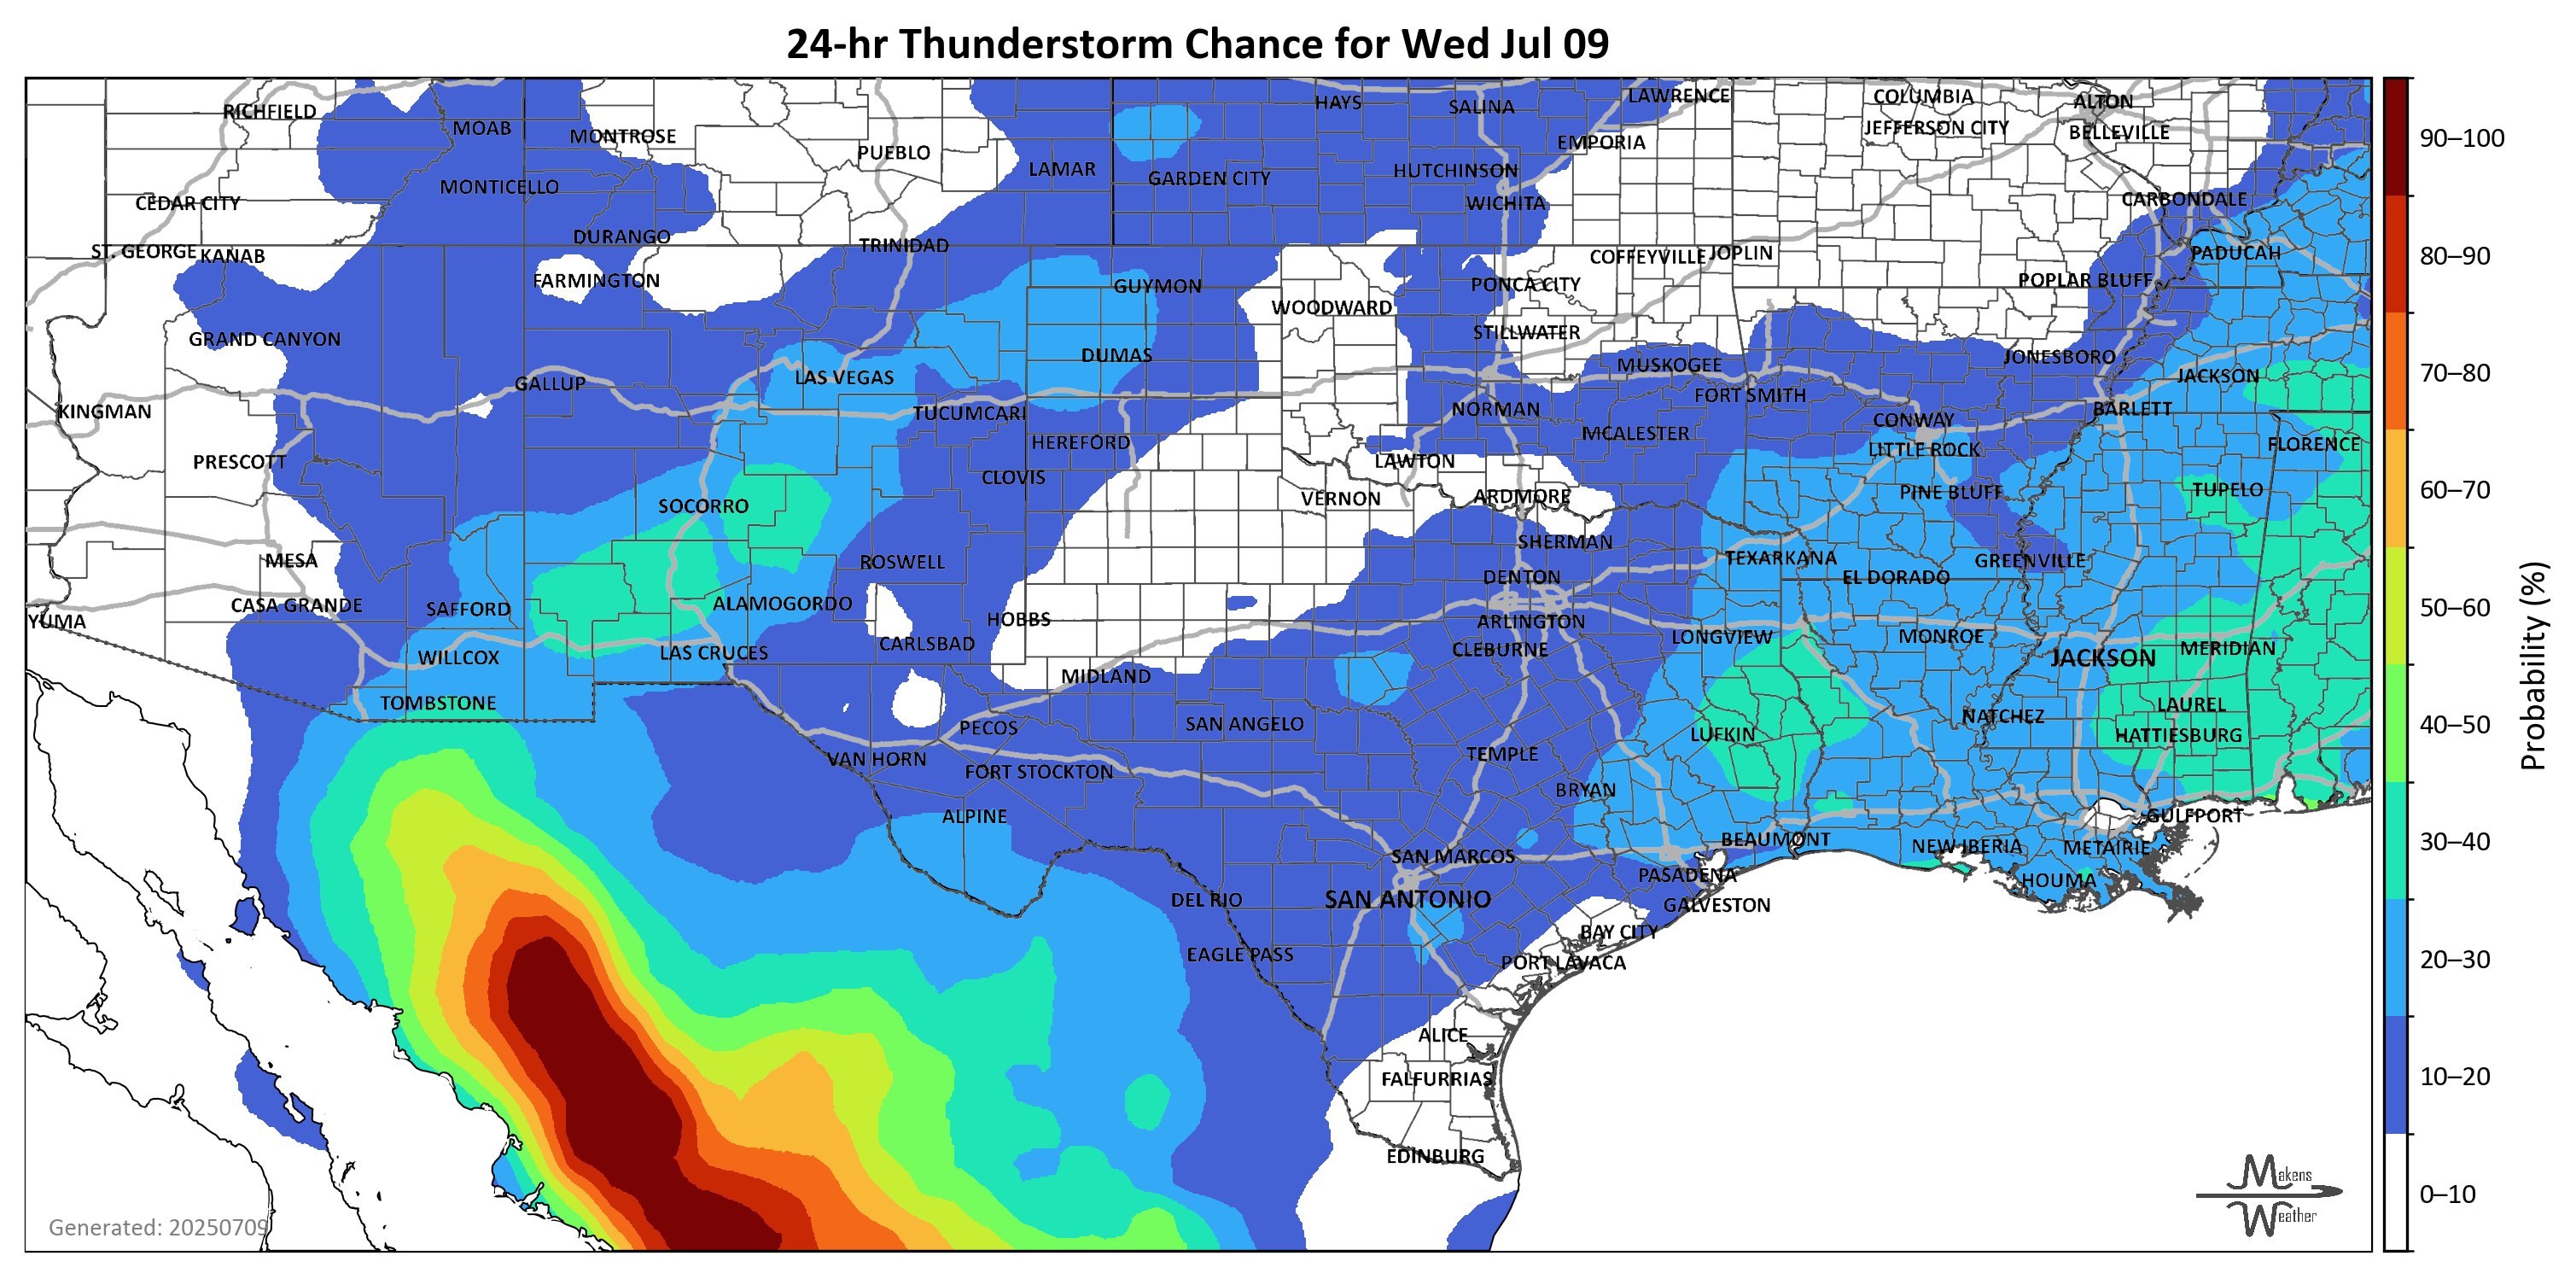 24-hr Thunderstorm Chance for Wed Jul 09
RICHFIELD
MOAB
MONTROSE
PUEBLO
LAMAR
HAYS
SALINA
LAWRENCE
COLUMBIA
ALTON
JEFFERSON CITY
BELLEVILLE
EMPORIA
HUTCHINSON
GARDEN CITY
MONTICELLO
CEDAR CITY
WICHITA
CARBONDALE
DURANGO
TRINIDAD
ST. GEORGE
KANAB
COFFEYVILLE
JOPLIN
PADUCAH
FARMINGTON
GUYMON
PONCA CITY
POPLAR BLUFF
WOODWARD
STILLWATER
GRAND CANYON
DUMAS
JONESBORO
MUSKOGEE
LAS VEGAS
JACKSON
GALLUP
FORT SMITH
KINGMAN
TUCUMCARI
NORMAN
BARLETT
CONWAY
MCALESTER
HEREFORD
LITTLE ROCK
FLORENCE
PRESCOTT
LAWTON
CLOVIS
PINE BLUFF
TUPELO
VERNON
ARDMORE
SOCORRO
SHERMAN
MESA
ROSWELL
TEXARKANA
GREENVILLE
DENTON
EL DORADO
CASA GRANDE
SAFFORD
ALAMOGORDO
YUMA
HOBBS
ARLINGTON
LONGVIEW
MONROE
CARLSBAD
CLEBURNE
MERIDIAN
WILLCOX
LAS CRUCES
JACKSON
MIDLAND
TOMBSTONE
LAUREL
NATCHEZ
SAN ANGELO
PECOS
LUFKIN
HATTIESBURG
TEMPLE
VAN HORN
FORT STOCKTON
BRYAN
ALPINE
GULFPORT
BEAUMONT
NEW IBERIA
METAIRIE
SAN MARCOS
PASADENA
HOUMA
DEL RIO
SAN ANTONIO
GALVESTON
BAY CITY
EAGLE PASS
PORT LAVACA
ALICE
FALFURRIAS
EDINBURG
Generated: 20250709
Makens
Weather
90–100
80–90
70–80
60–70
50–60
40–50
30–40
20–30
10–20
0–10
Probability (%)